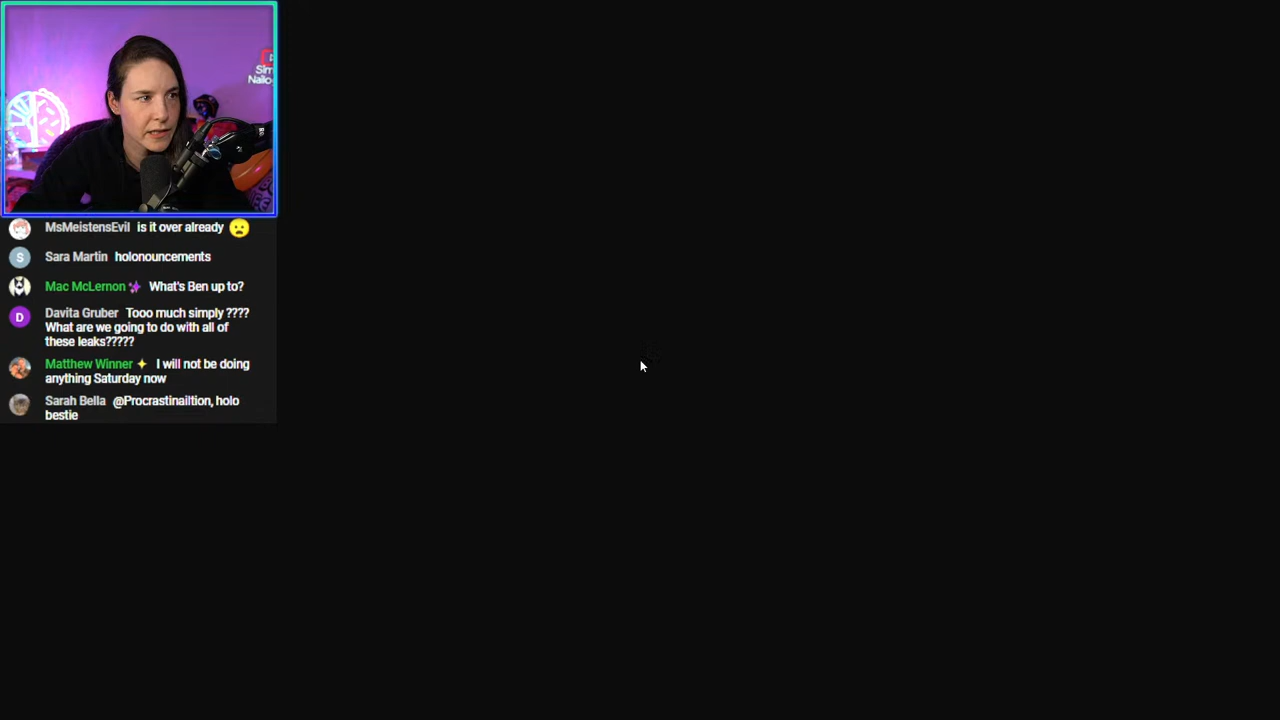 Sim
Nailo
MsMeistensEvil is it over already
S
Sara Martin holonouncements
Mac McLernon What's Ben up to?
D
Davita Gruber Tooo much simply ????
What are we going to do with all of
these leaks?????
Matthew Winner I will not be doing
anything Saturday now
Sarah Bella @Procrastinailtion, holo
bestie